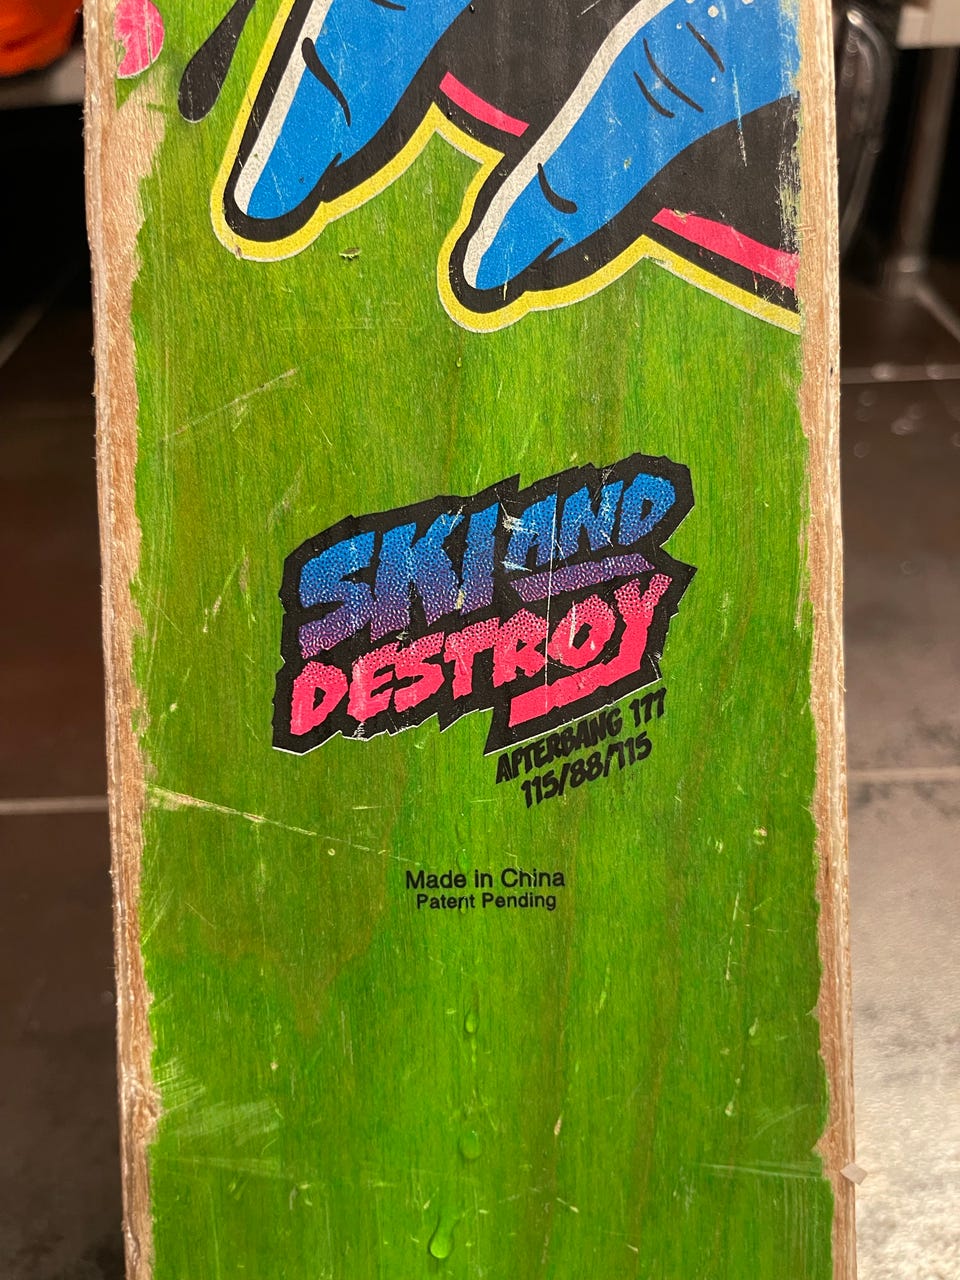 SKI AND
DESTROY
AFTERBANG 177
115/88/115
Made in China
Patent Pending